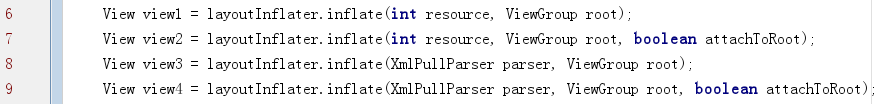 6 View view1 = layoutInflater.inflate(int resource, ViewGroup root);
7 View view2 = layoutInflater.inflate(int resource, ViewGroup root, boolean attachToRoot);
8 View view3 = layoutInflater.inflate(XmlPullParser parser, ViewGroup root);
9 View view4 = layoutInflater.inflate(XmlPullParser parser, ViewGroup root, boolean attachToRoot);